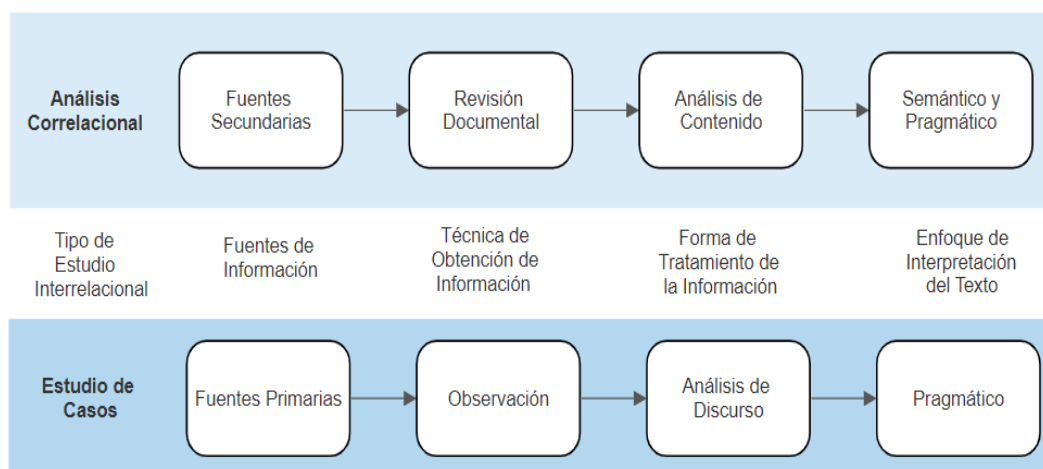 Análisis
Correlacional
Fuentes
Secundarias
Revisión
Documental
Análisis de
Contenido
Semántico y
Pragmático
Tipo de
Estudio
Interrelacional
Fuentes de
Información
Técnica de
Obtención de
Información
Forma de
Tratamiento de
la Información
Enfoque de
Interpretación
del Texto
Estudio de
Casos
Fuentes Primarias
Observación
Análisis de
Discurso
Pragmático